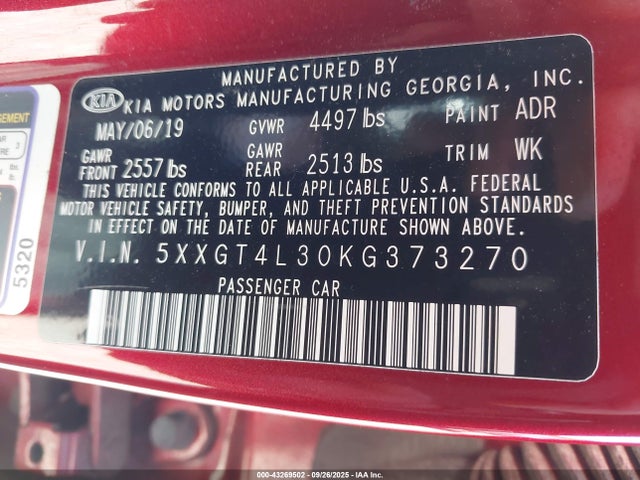 MANUFACTURED BY
KIA KIA MOTORS MANUFACTURING GEORGIA, INC.
MAY/06/19 GVWR 4497 lbs PAINT ADR
GAWR FRONT 2557 lbs GAWR REAR 2513 lbs TRIM WK
THIS VEHICLE CONFORMS TO ALL APPLICABLE U.S.A. FEDERAL
MOTOR VEHICLE SAFETY, BUMPER, AND THEFT PREVENTION STANDARDS
IN EFFECT ON THE DATE OF MANUFACTURE SHOWN ABOVE.
V.I.N. 5XXGT4L30KG373270
PASSENGER CAR
5320
000-43269502 - 09/26/2025 - IAA Inc.